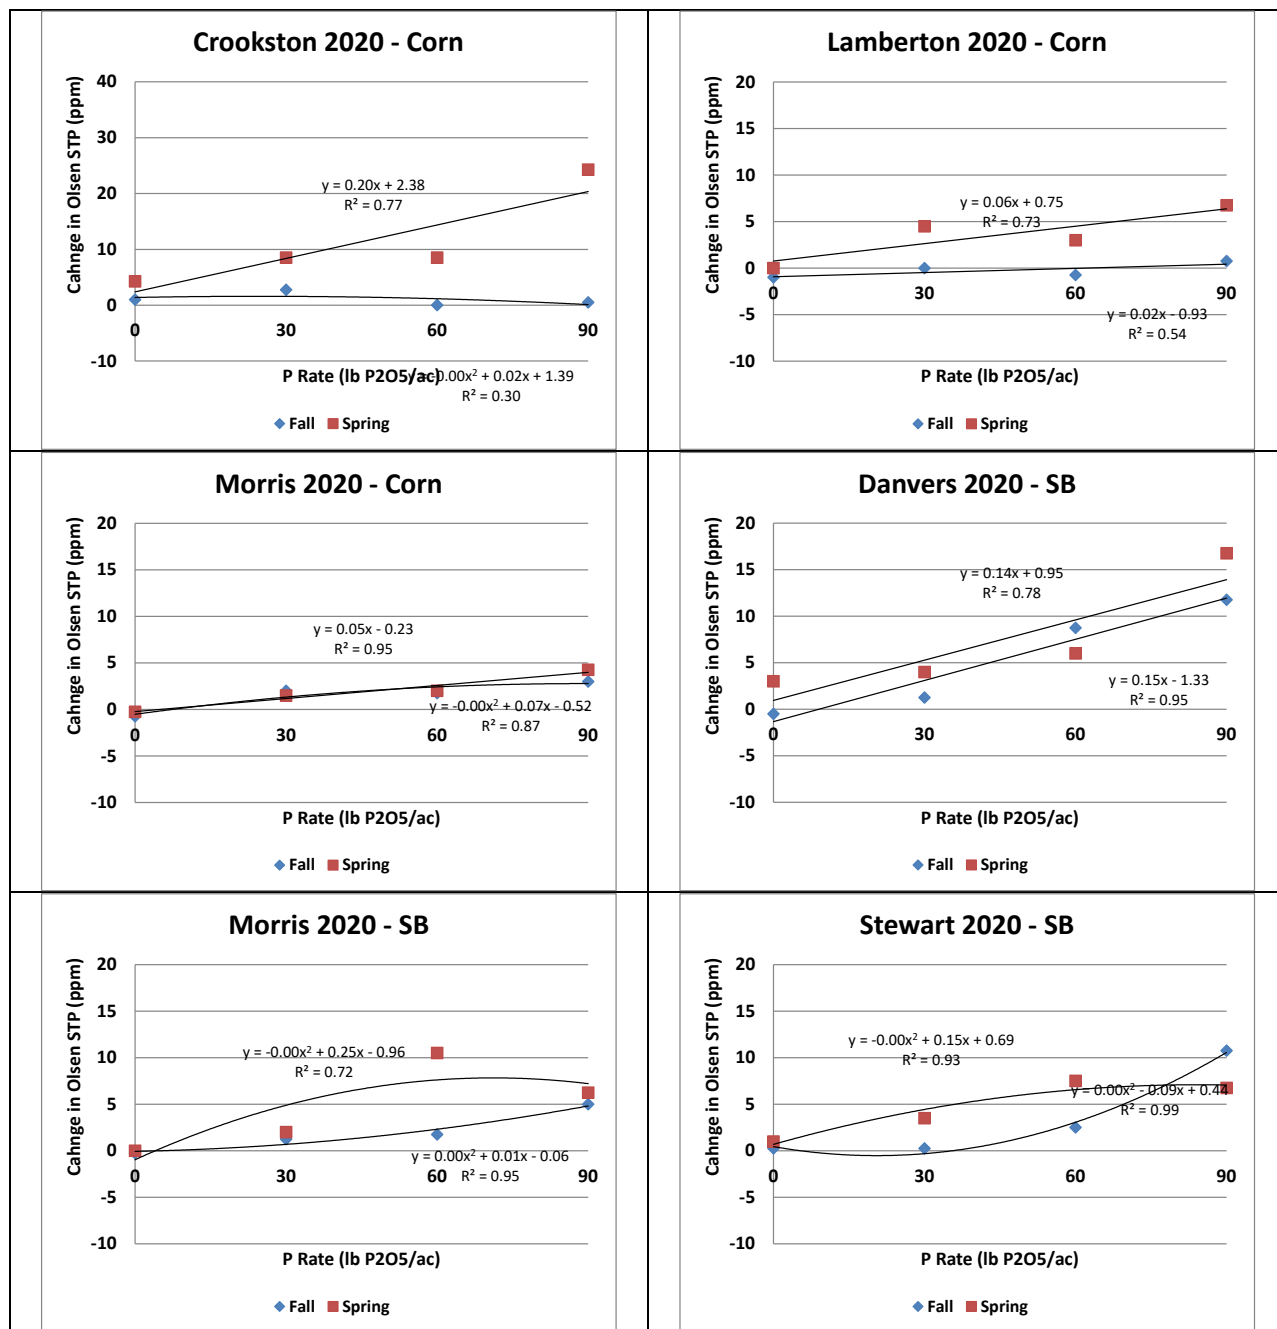 Crookston 2020 - Corn
Cahnge in Olsen STP (ppm)
40
30
20
10
0
-10
0 30 60 90
y = 0.20x + 2.38
R² = 0.77
P Rate (lb P2O5/ac)
y = -0.00x² + 0.02x + 1.39
R² = 0.30
Fall Spring
Lamberton 2020 - Corn
Cahnge in Olsen STP (ppm)
20
15
10
5
0
-5
-10
0 30 60 90
y = 0.06x + 0.75
R² = 0.73
y = 0.02x - 0.93
R² = 0.54
P Rate (lb P2O5/ac)
Fall Spring
Morris 2020 - Corn
Cahnge in Olsen STP (ppm)
20
15
10
5
0
-5
-10
0 30 60 90
y = 0.05x - 0.23
R² = 0.95
y = -0.00x² + 0.07x - 0.52
R² = 0.87
P Rate (lb P2O5/ac)
Fall Spring
Danvers 2020 - SB
Cahnge in Olsen STP (ppm)
20
15
10
5
0
-5
-10
0 30 60 90
y = 0.14x + 0.95
R² = 0.78
y = 0.15x - 1.33
R² = 0.95
P Rate (lb P2O5/ac)
Fall Spring
Morris 2020 - SB
Cahnge in Olsen STP (ppm)
20
15
10
5
0
-5
-10
0 30 60 90
y = -0.00x² + 0.25x - 0.96
R² = 0.72
y = 0.00x² + 0.01x - 0.06
R² = 0.95
P Rate (lb P2O5/ac)
Fall Spring
Stewart 2020 - SB
Cahnge in Olsen STP (ppm)
20
15
10
5
0
-5
-10
0 30 60 90
y = -0.00x² + 0.15x + 0.69
R² = 0.93
y = 0.00x² - 0.09x + 0.44
R² = 0.99
P Rate (lb P2O5/ac)
Fall Spring